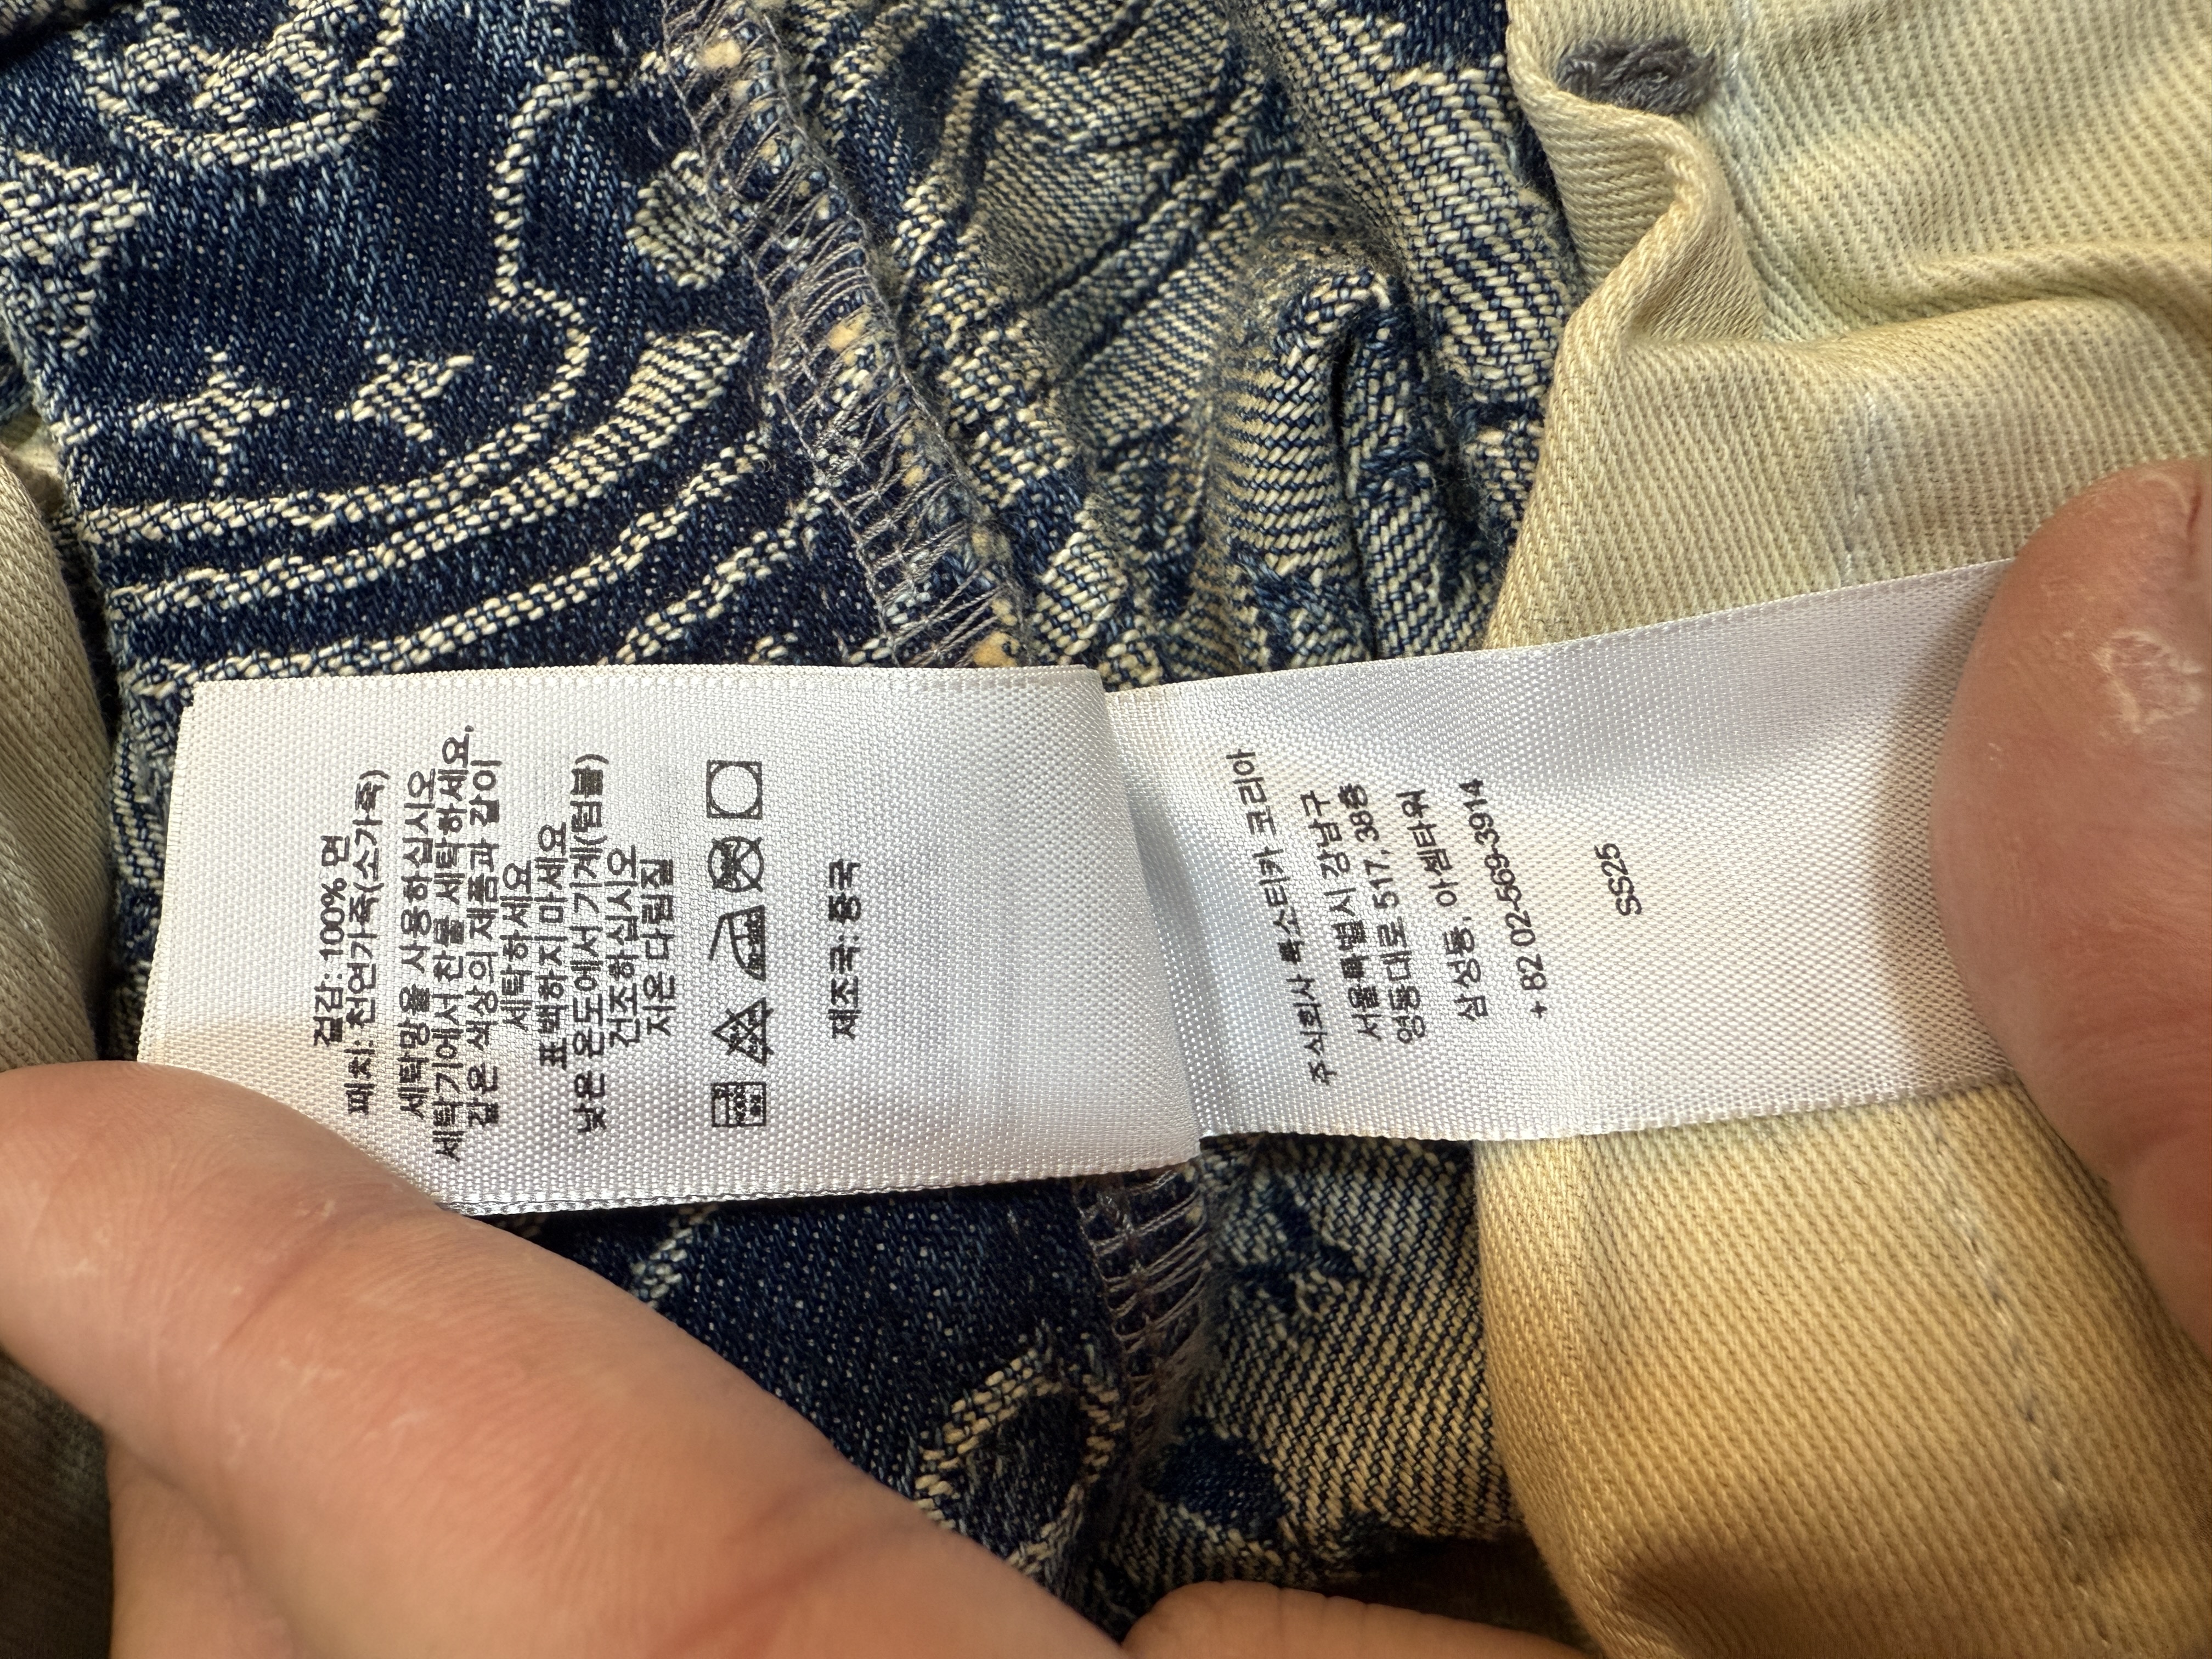 겉감: 100% 면
패치: 천연가죽(소가죽)
세탁망을 사용하십시오
세탁기에서 찬물 세탁하세요,
같은 색상의 제품과 같이
세탁하세요
표백하지 마세요
낮은 온도에서 기계(텀블)
건조하십시오
저온 다림질
제조국: 중국
주식회사 폭스티카 코리아
서울특별시 강남구
영동대로 517, 38층
삼성동, 아셈타워
+ 82 02-569-3914
SS25